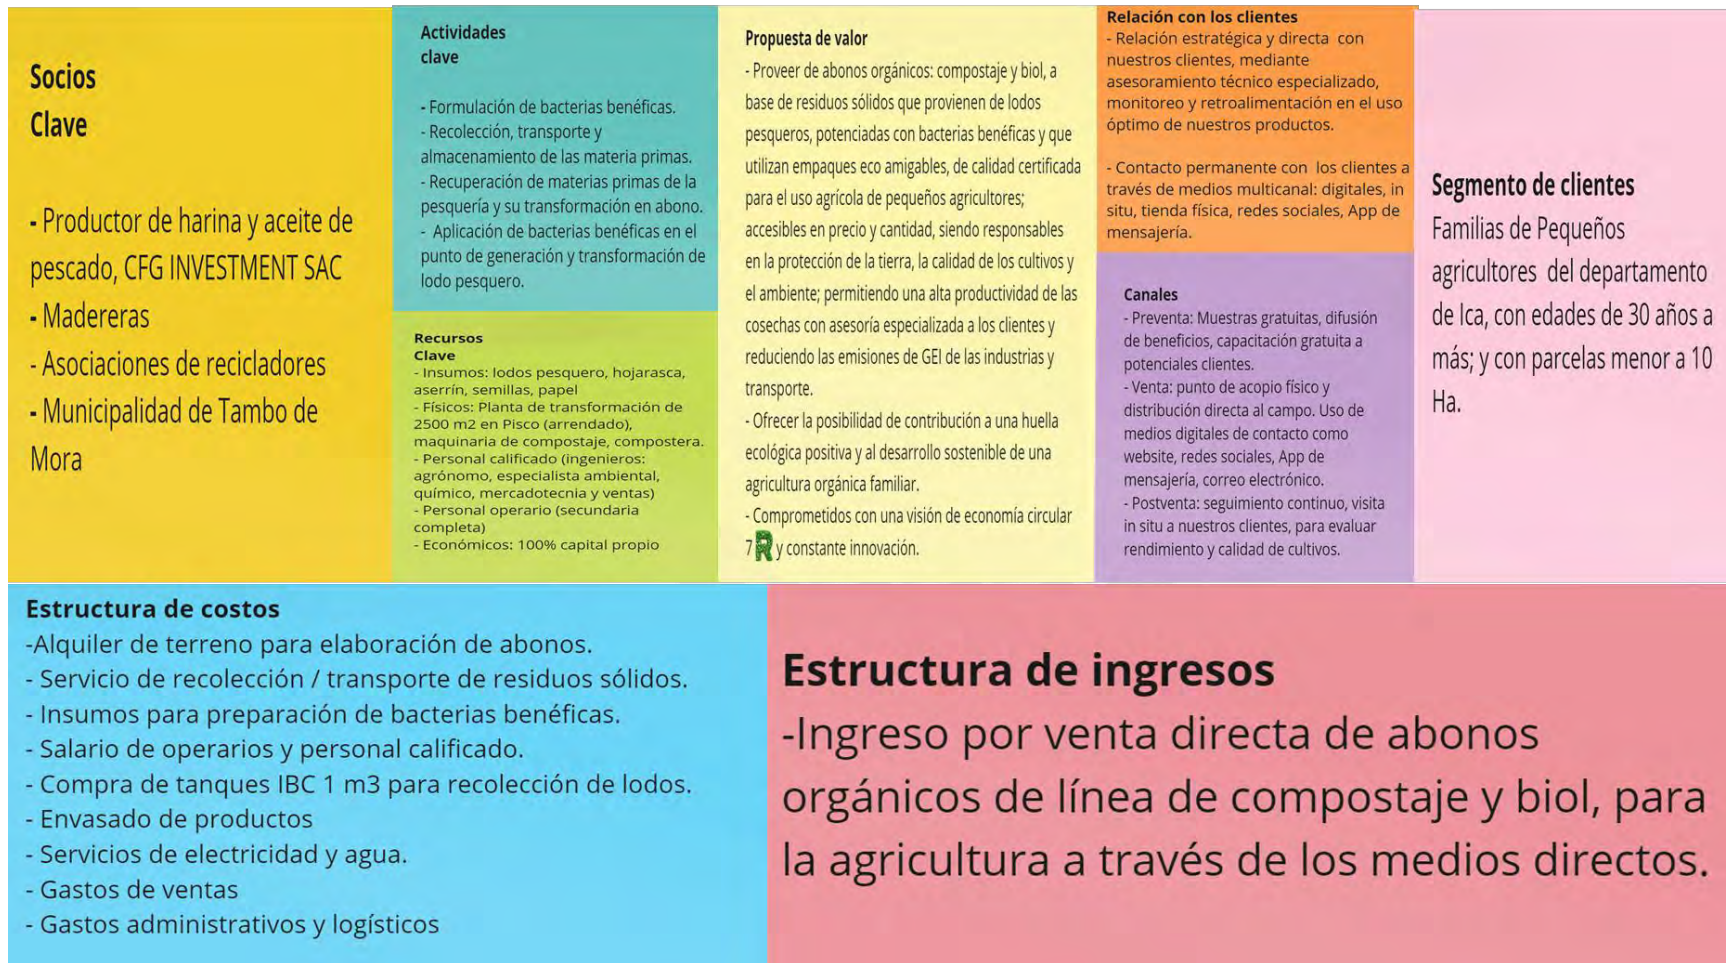 Socios
Clave
- Productor de harina y aceite de
pescado, CFG INVESTMENT SAC
- Madereras
- Asociaciones de recicladores
- Municipalidad de Tambo de
Mora
Actividades
clave
- Formulación de bacterias benéficas.
- Recolección, transporte y
almacenamiento de las materia primas.
- Recuperación de materias primas de la
pesquería y su transformación en abono.
- Aplicación de bacterias benéficas en el
punto de generación y transformación de
lodo pesquero.
Recursos
Clave
- Insumos: lodos pesquero, hojarasca,
aserrín, semillas, papel
- Físicos: Planta de transformación de
2500 m2 en Pisco (arrendado),
maquinaria de compostaje, compostera.
- Personal calificado (ingenieros:
agrónomo, especialista ambiental,
químico, mercadotecnia y ventas)
- Personal operario (secundaria
completa)
- Económicos: 100% capital propio
Propuesta de valor
- Proveer de abonos orgánicos: compostaje y biol, a
base de residuos sólidos que provienen de lodos
pesqueros, potenciadas con bacterias benéficas y que
utilizan empaques eco amigables, de calidad certificada
para el uso agrícola de pequeños agricultores;
accesibles en precio y cantidad, siendo responsables
en la protección de la tierra, la calidad de los cultivos y
el ambiente; permitiendo una alta productividad de las
cosechas con asesoría especializada a los clientes y
reduciendo las emisiones de GEI de las industrias y
transporte.
- Ofrecer la posibilidad de contribución a una huella
ecológica positiva y al desarrollo sostenible de una
agricultura orgánica familiar.
- Comprometidos con una visión de economía circular
7 R y constante innovación.
Relación con los clientes
- Relación estratégica y directa con
nuestros clientes, mediante
asesoramiento técnico especializado,
monitoreo y retroalimentación en el uso
óptimo de nuestros productos.
- Contacto permanente con los clientes a
través de medios multicanal: digitales, in
situ, tienda física, redes sociales, App de
mensajería.
Canales
- Preventa: Muestras gratuitas, difusión
de beneficios, capacitación gratuita a
potenciales clientes.
- Venta: punto de acopio físico y
distribución directa al campo. Uso de
medios digitales de contacto como
website, redes sociales, App de
mensajería, correo electrónico.
- Postventa: seguimiento continuo, visita
in situ a nuestros clientes, para evaluar
rendimiento y calidad de cultivos.
Segmento de clientes
Familias de Pequeños
agricultores del departamento
de Ica, con edades de 30 años a
más; y con parcelas menor a 10
Ha.
Estructura de costos
-Alquiler de terreno para elaboración de abonos.
- Servicio de recolección / transporte de residuos sólidos.
- Insumos para preparación de bacterias benéficas.
- Salario de operarios y personal calificado.
- Compra de tanques IBC 1 m3 para recolección de lodos.
- Envasado de productos
- Servicios de electricidad y agua.
- Gastos de ventas
- Gastos administrativos y logísticos
Estructura de ingresos
-Ingreso por venta directa de abonos
orgánicos de línea de compostaje y biol, para
la agricultura a través de los medios directos.